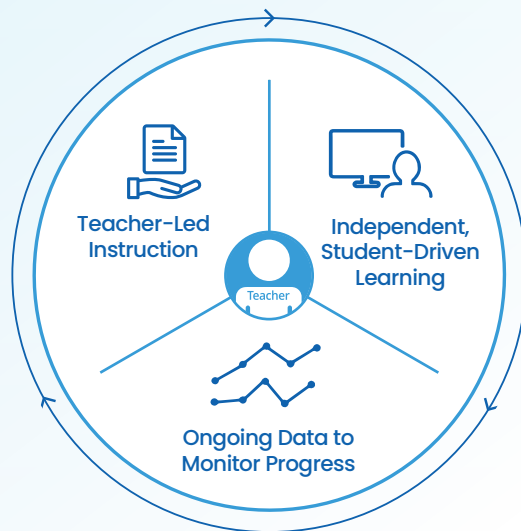 Teacher-Led
Instruction
Independent,
Student-Driven
Learning
Teacher
Ongoing Data to
Monitor Progress